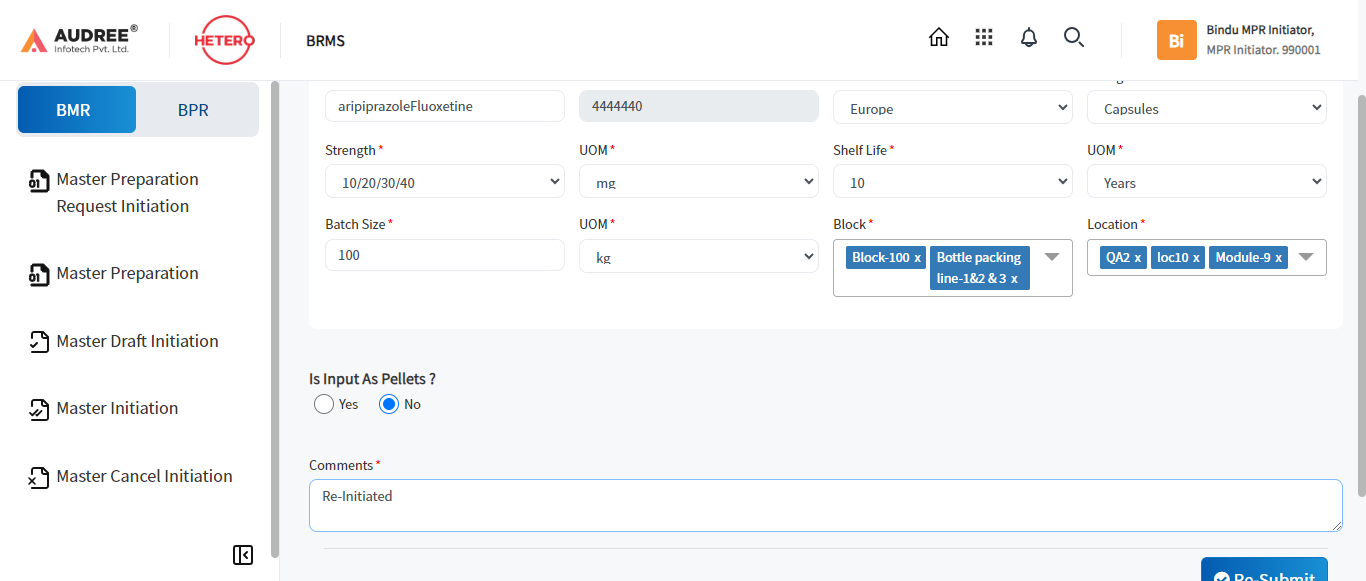 AUDREE®
Infotech Pvt. Ltd.
HETERO
BRMS
Bi
Bindu MPR Initiator,
MPR Initiator. 990001
BMR
BPR
Master Preparation
Request Initiation
Master Preparation
Master Draft Initiation
Master Initiation
Master Cancel Initiation
aripiprazoleFluoxetine
4444440
Europe
Capsules
Strength *
UOM *
Shelf Life *
UOM *
10/20/30/40
mg
10
Years
Batch Size *
UOM *
Block *
Location *
100
kg
Block-100 x
Bottle packing
line-1&2 & 3 x
QA2 x
loc10 x
Module-9 x
Is Input As Pellets ?
Yes
No
Comments *
Re-Initiated
Re-Submit